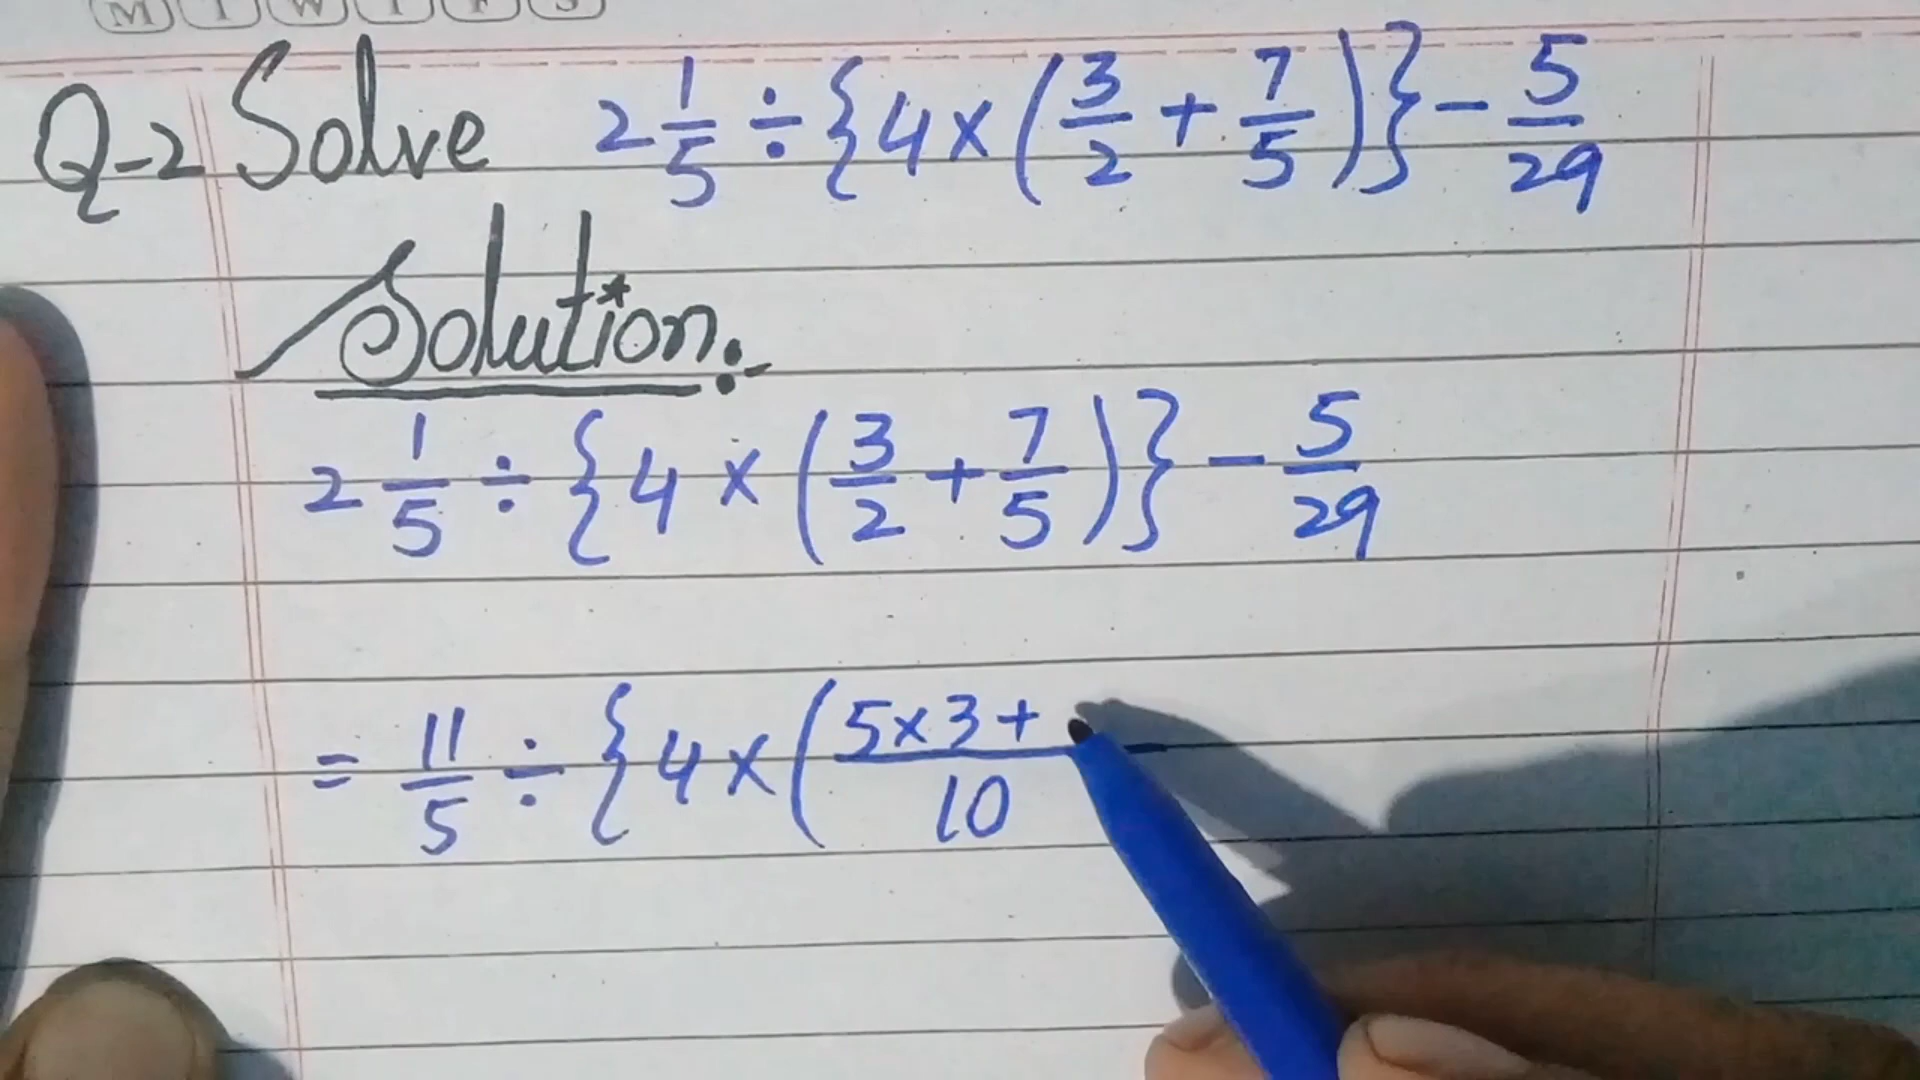 M T W T F S
Q-2 Solve 2 1/5 ÷ {4 × (3/2 + 7/5)} - 5/29
Solution:-
2 1/5 ÷ {4 × (3/2 + 7/5)} - 5/29
= 11/5 ÷ {4 × (5×3+ /10